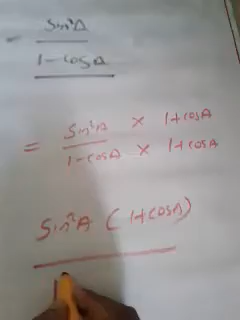 = sin²A
1-cosA
= sin²A × 1+cosA
1-cosA × 1+cosA
sin²A (1+cosA)